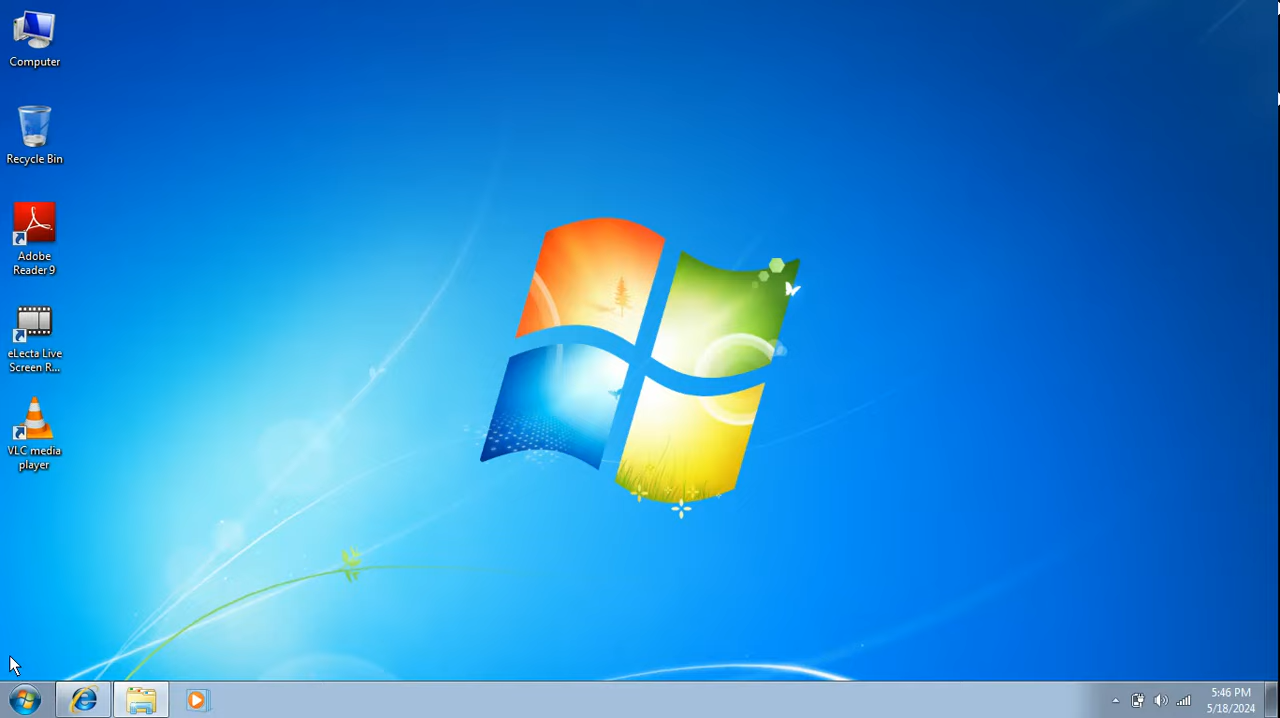 Computer
Recycle Bin
Adobe
Reader 9
eLecta Live
Screen R...
VLC media
player
5:46 PM
5/18/2024